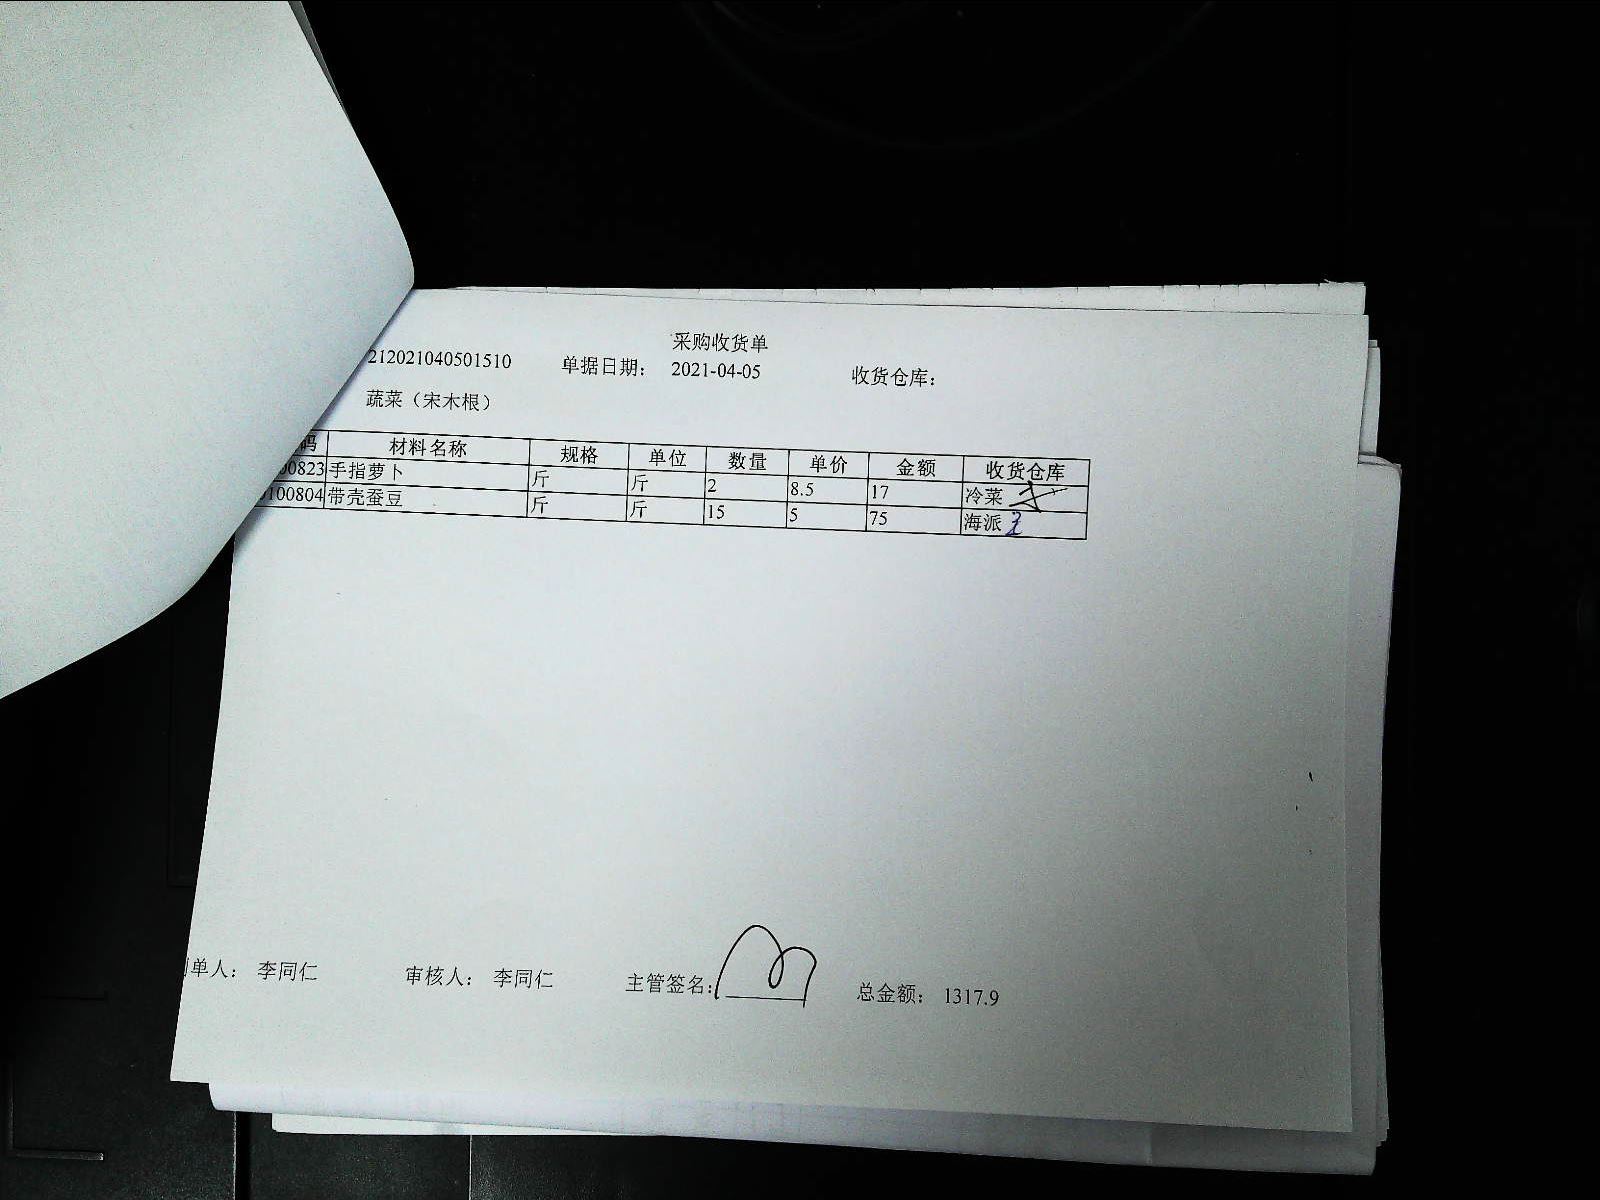 采购收货单
212021040501510 单据日期: 2021-04-05 收货仓库:
蔬菜（宋木根）
码 材料名称 规格 单位 数量 单价 金额 收货仓库
00823 手指萝卜 斤 斤 2 8.5 17 冷菜
100804 带壳蚕豆 斤 斤 15 5 75 海派
单人: 李同仁 审核人: 李同仁 主管签名: 总金额: 1317.9